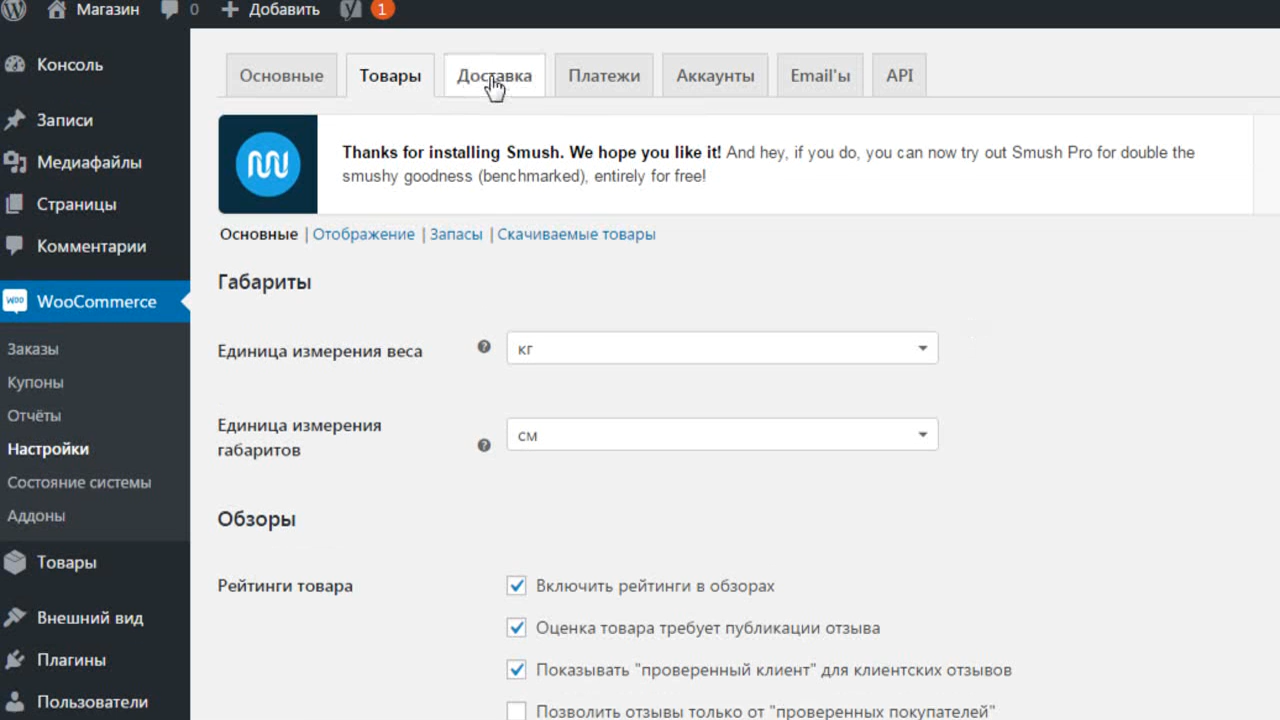 Магазин 0 Добавить 1
Консоль
Записи
Медиафайлы
Страницы
Комментарии
WooCommerce
Заказы
Купоны
Отчёты
Настройки
Состояние системы
Аддоны
Товары
Внешний вид
Плагины
Пользователи
Основные Товары Доставка Платежи Аккаунты Email'ы API
Thanks for installing Smush. We hope you like it! And hey, if you do, you can now try out Smush Pro for double the
smushy goodness (benchmarked), entirely for free!
Основные | Отображение | Запасы | Скачиваемые товары
Габариты
Единица измерения веса ? кг
Единица измерения
габаритов ? см
Обзоры
Рейтинги товара
Включить рейтинги в обзорах
Оценка товара требует публикации отзыва
Показывать "проверенный клиент" для клиентских отзывов
Позволить отзывы только от "проверенных покупателей"